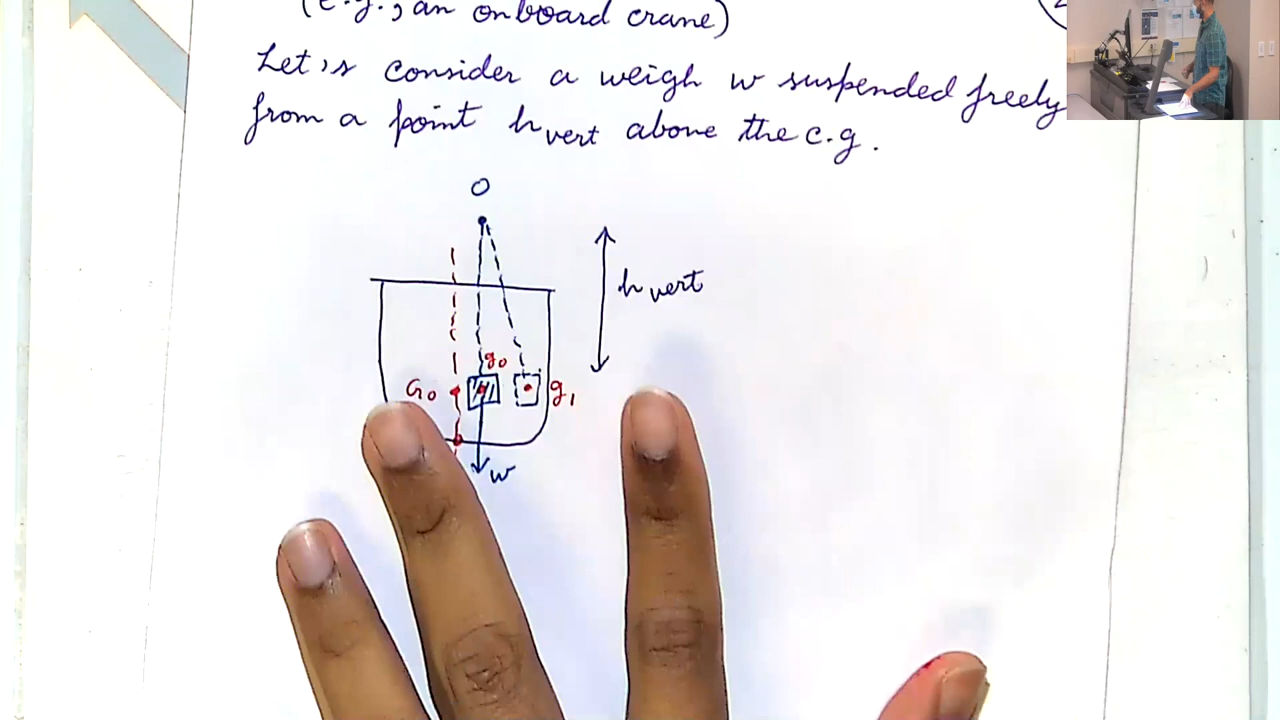 (e.g., an onboard crane)
Let's consider a weigh w suspended freely
from a point h vert above the c.g.
O
h vert
g₀
G₀
g₁
w